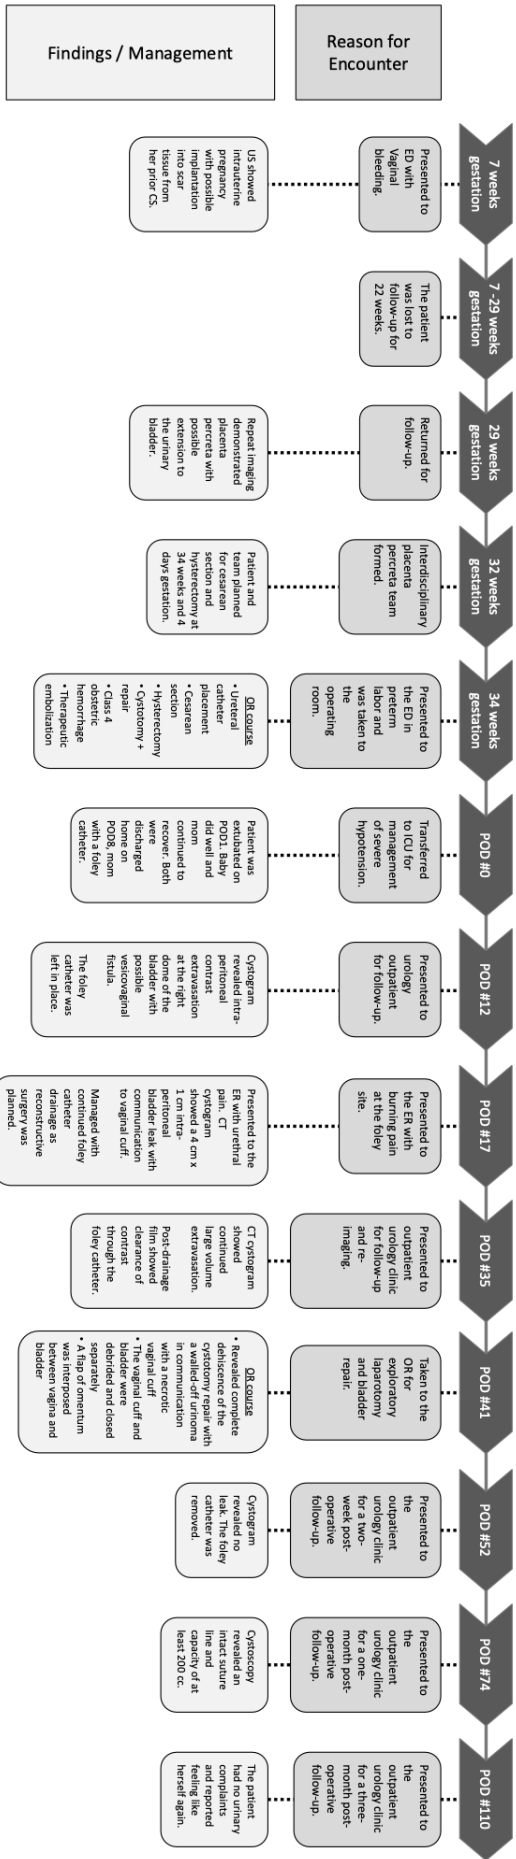 Reason for
Encounter
Findings / Management
7 weeks
gestation
Presented to
ED with
Vaginal
bleeding.
US showed
intrauterine
pregnancy
with possible
implantation
into scar
tissue from
her prior CS.
7 -29 weeks
gestation
The patient
was lost to
follow-up for
22 weeks.
29 weeks
gestation
Returned for
follow-up.
Repeat imaging
demonstrated
placenta
percreta with
possible
extension to
the urinary
bladder.
32 weeks
gestation
Interdisciplinary
placenta
percreta team
formed.
Patient and
team planned
for cesarean
section and
hysterectomy at
34 weeks and 4
days gestation.
34 weeks
gestation
Presented to
the ED in
preterm
labor and
was taken to
the
operating
room.
OR course
• Ureteral
catheter
placement
• Cesarean
section
• Hysterectomy
• Cystotomy +
repair
• Class 4
obstetric
hemorrhage
• Therapeutic
embolization
POD #0
Transferred
to ICU for
management
of severe
hypotension.
Patient was
extubated on
POD1. Baby
did well and
mom
continued to
recover. Both
were
discharged
home on
POD8, mom
with a foley
catheter.
POD #12
Presented to
urology
outpatient
for follow-up.
Cystogram
revealed intra-
peritoneal
contrast
extravasation
at the right
dome of the
bladder with
possible
vesicovaginal
fistula.
The foley
catheter was
left in place.
POD #17
Presented to
the ER with
burning pain
at the foley
site.
Presented to the
ER with urethral
pain. CT
cystogram
showed a 4 cm x
1 cm intra-
peritoneal
bladder leak with
communication
to vaginal cuff.
Managed with
continued foley
catheter
drainage as
reconstructive
surgery was
planned.
POD #35
Presented to
outpatient
urology clinic
for follow-up
and re-
imaging.
CT cystogram
showed
continued
large volume
extravasation.
Post-drainage
film showed
clearance of
contrast
through the
foley catheter.
POD #41
Taken to the
OR for
exploratory
laparotomy
and bladder
repair.
OR course
• Revealed complete
dehiscence of the
cystotomy repair with
a walled-off urinoma
in communication
with a necrotic
vaginal cuff
• The vaginal cuff and
bladder were
debrided and closed
separately
• A flap of omentum
was interposed
between vagina and
bladder
POD #52
Presented to
the
outpatient
urology clinic
for a two-
week post-
operative
follow-up.
Cystogram
revealed no
leak. The foley
catheter was
removed.
POD #74
Presented to
the
outpatient
urology clinic
for a one-
month post-
operative
follow-up.
Cystoscopy
revealed an
intact suture
line and
capacity of at
least 200 cc.
POD #110
Presented to
the
outpatient
urology clinic
for a three-
month post-
operative
follow-up.
The patient
had no urinary
complaints
and reported
feeling like
herself again.